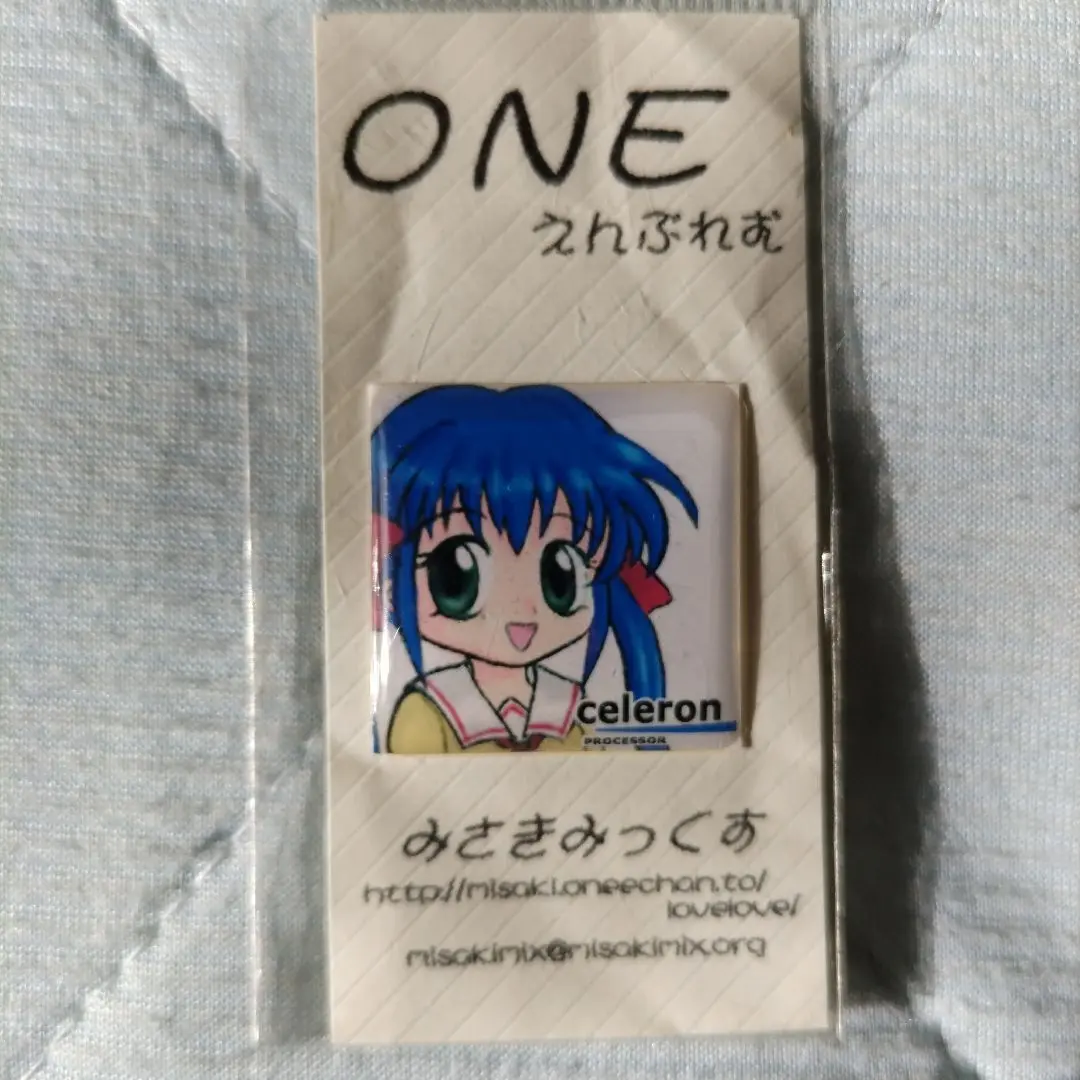 ONE
えんぶれむ
celeron
PROCESSOR
みさきみっくす
http://misaki.oneechan.to/
lovelove/
misakimix@misakimix.org